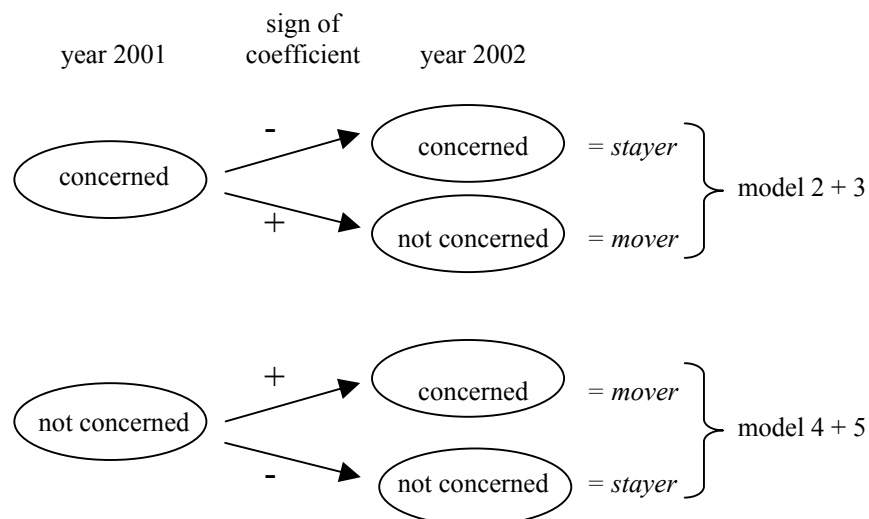 sign of
year 2001 coefficient year 2002
-
concerned = stayer
concerned
model 2 + 3
+
not concerned = mover
+
concerned = mover
not concerned
model 4 + 5
-
not concerned = stayer